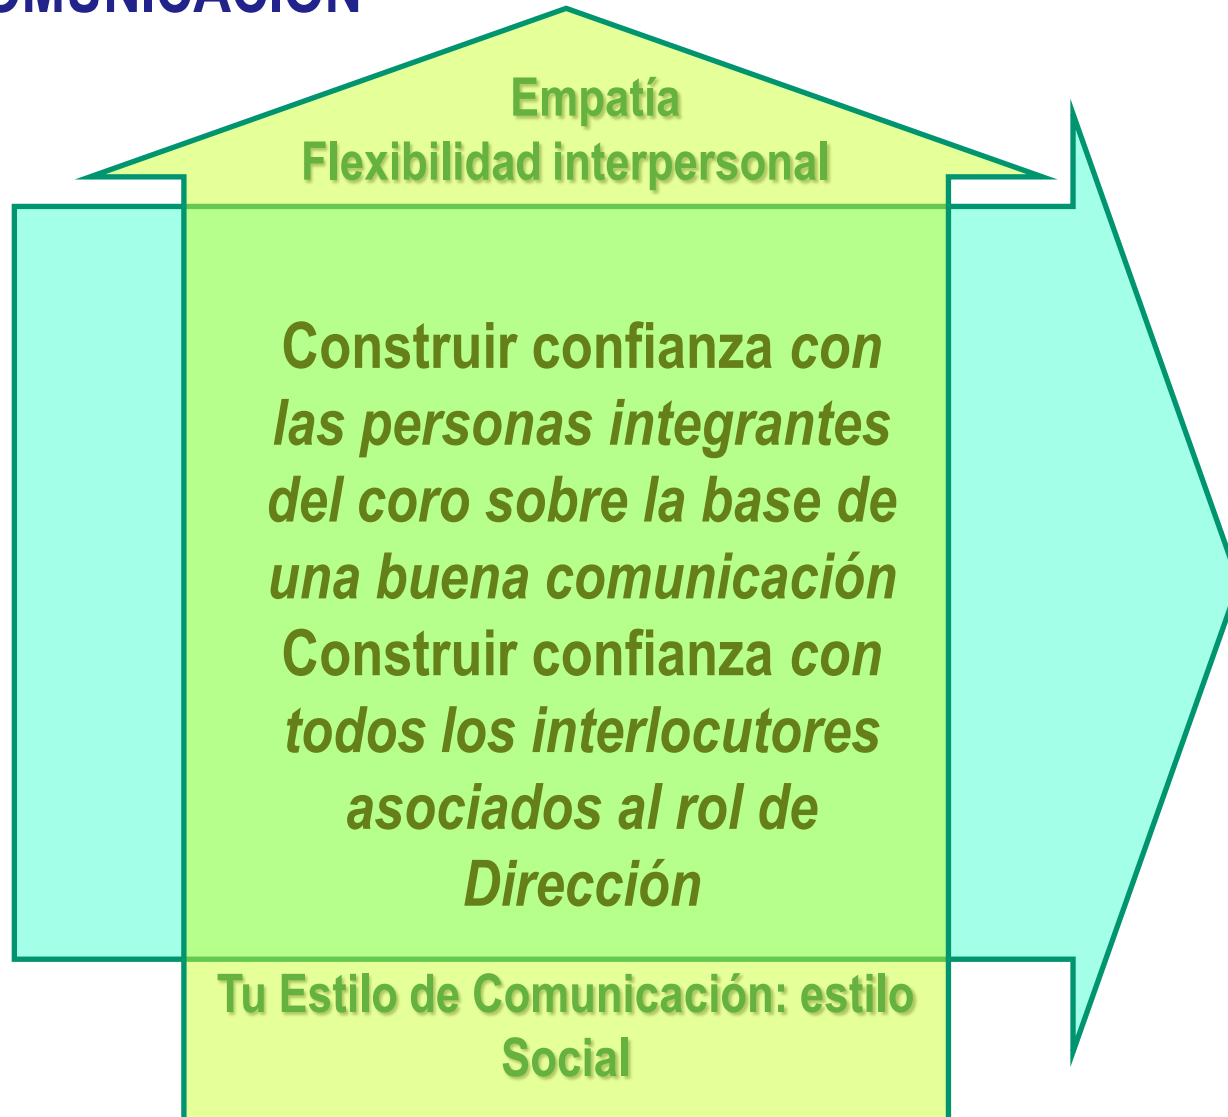 OMUNICACIÓN
Empatía
Flexibilidad interpersonal
Construir confianza con
las personas integrantes
del coro sobre la base de
una buena comunicación
Construir confianza con
todos los interlocutores
asociados al rol de
Dirección
Tu Estilo de Comunicación: estilo
Social